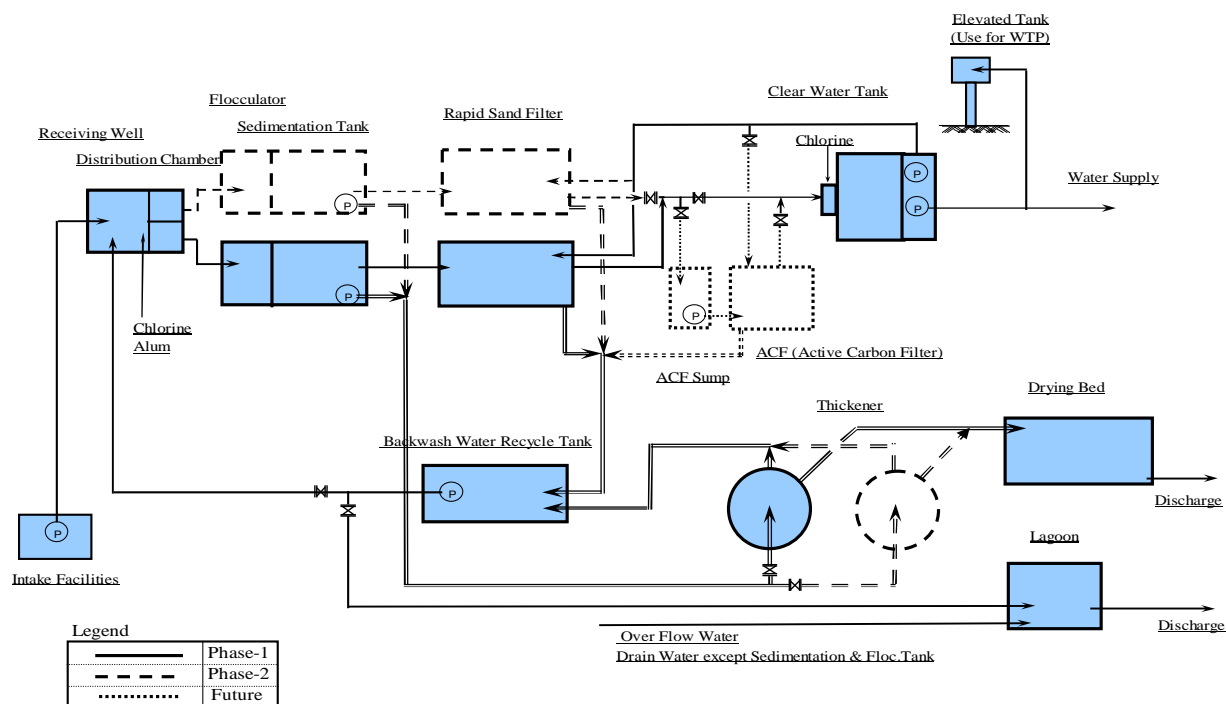 Elevated Tank
(Use for WTP)
Clear Water Tank
Flocculator
Rapid Sand Filter
Sedimentation Tank
Receiving Well
Chlorine
Distribution Chamber
Water Supply
P
P
P
P
P
Chlorine
Alum
ACF (Active Carbon Filter)
ACF Sump
Drying Bed
Thickener
Backwash Water Recycle Tank
P
Discharge
P
Lagoon
Intake Facilities
Discharge
Over Flow Water
Drain Water except Sedimentation & Floc.Tank
Legend
Phase-1
Phase-2
Future